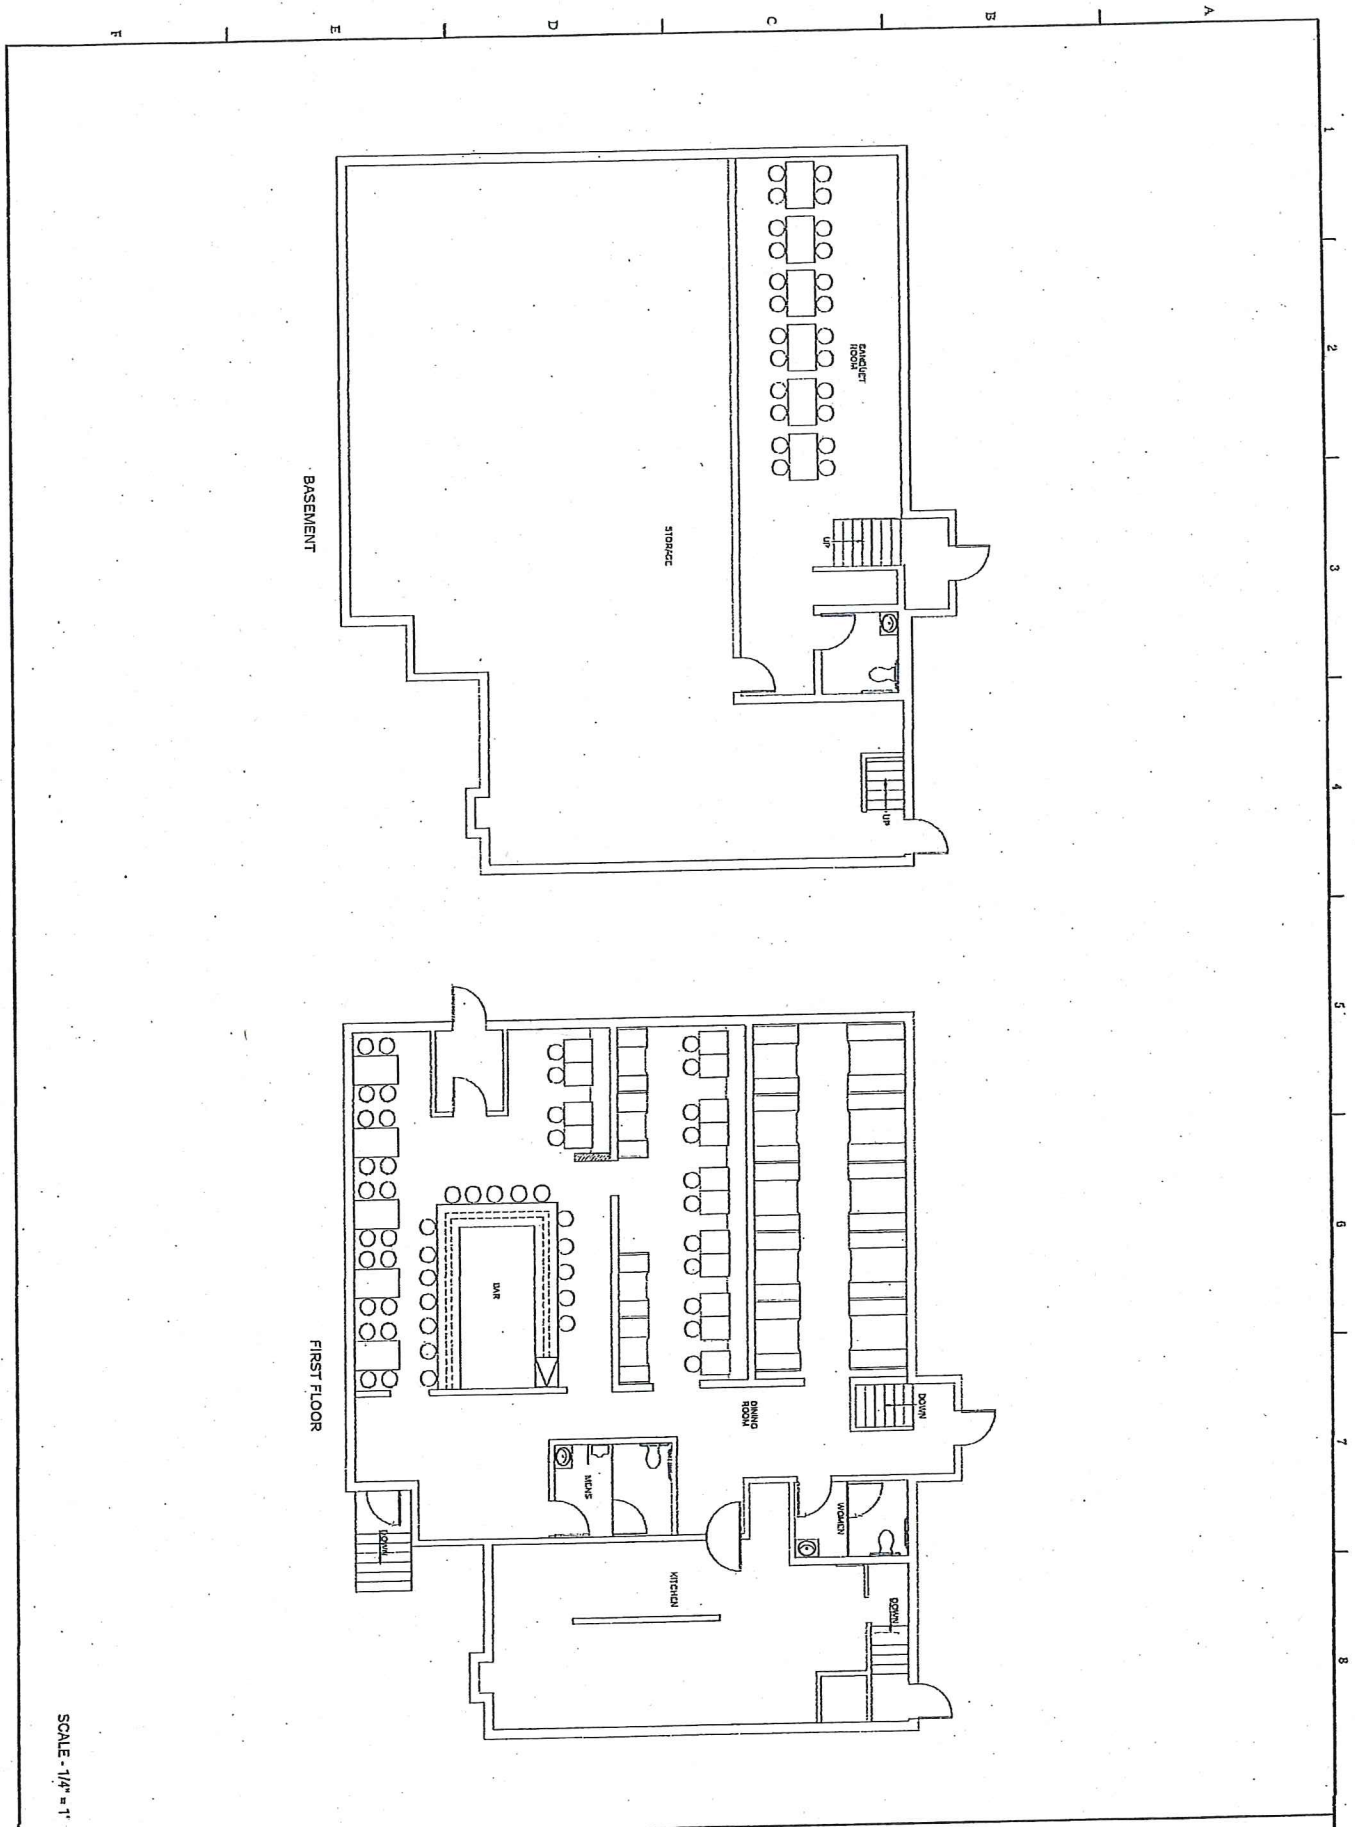 F
E
D
C
B
A
1
2
3
4
5
6
7
8
BANQUET
ROOM
STORAGE
UP
UP
BASEMENT
BAR
DINING
ROOM
DOWN
MENS
WOMEN
KITCHEN
DOWN
DOWN
FIRST FLOOR
SCALE - 1/4" = 1'